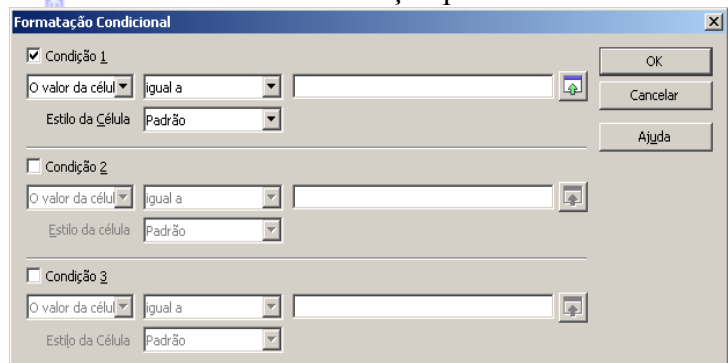 Formatação Condicional
Condição 1
OK
O valor da célul
igual a
Cancelar
Estilo da Célula
Padrão
Ajuda
Condição 2
O valor da célul
igual a
Estilo da célula
Padrão
Condição 3
O valor da célul
igual a
Estilo da Célula
Padrão